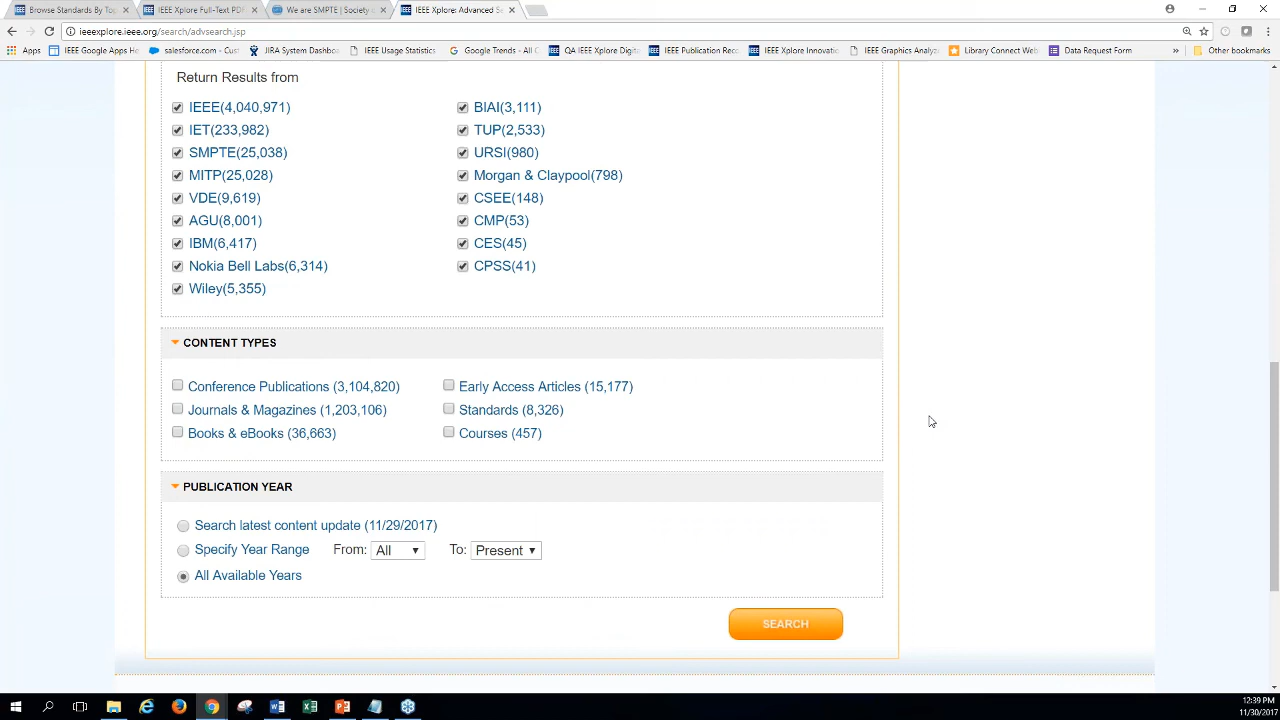 Browse Standards By Top
IEEE Xplore Full-Text PDF
We are SMPTE | Society o
IEEE Xplore: Advanced Se
ieeexplore.ieee.org/search/advsearch.jsp
Apps
IEEE Google Apps Ho
salesforce.com - Cust
JIRA System Dashboa
IEEE Usage Statistics
Google Trends - All C
QA IEEE Xplore Digit
IEEE Publication Rec
IEEE Xplore Innovatio
IEEE Graphics Analyz
Library Connect Web
Data Request Form
»
Other bookmarks
Return Results from
IEEE(4,040,971)
IET(233,982)
SMPTE(25,038)
MITP(25,028)
VDE(9,619)
AGU(8,001)
IBM(6,417)
Nokia Bell Labs(6,314)
Wiley(5,355)
BIAI(3,111)
TUP(2,533)
URSI(980)
Morgan & Claypool(798)
CSEE(148)
CMP(53)
CES(45)
CPSS(41)
CONTENT TYPES
Conference Publications (3,104,820)
Journals & Magazines (1,203,106)
Books & eBooks (36,663)
Early Access Articles (15,177)
Standards (8,326)
Courses (457)
PUBLICATION YEAR
Search latest content update (11/29/2017)
Specify Year Range From: All To: Present
All Available Years
SEARCH
12:39 PM
11/30/2017